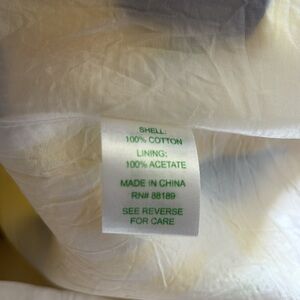 SHELL:
100% COTTON
LINING:
100% ACETATE
MADE IN CHINA
RN# 88189
SEE REVERSE
FOR CARE